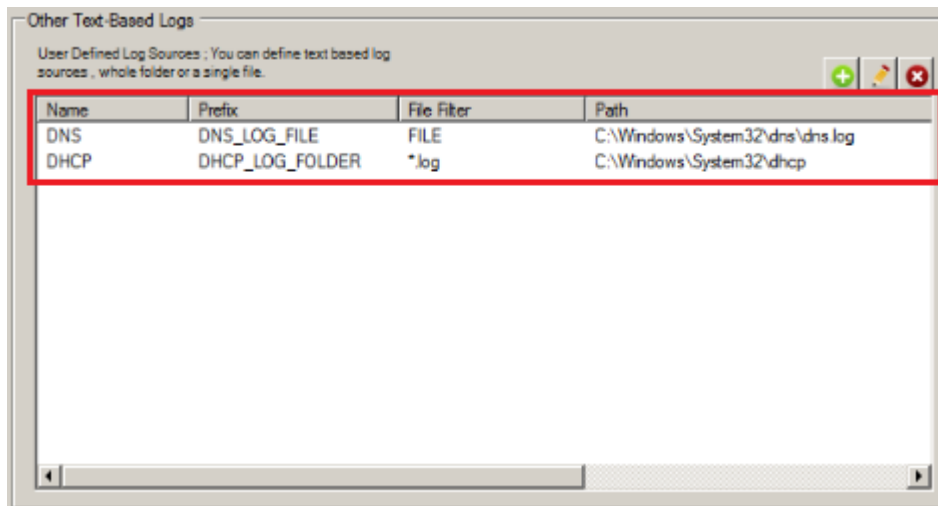 Other Text-Based Logs
User Defined Log Sources ; You can define text based log
sources , whole folder or a single file.
Name Prefix File Filter Path
DNS DNS_LOG_FILE FILE C:\Windows\System32\dns\dns.log
DHCP DHCP_LOG_FOLDER *.log C:\Windows\System32\dhcp